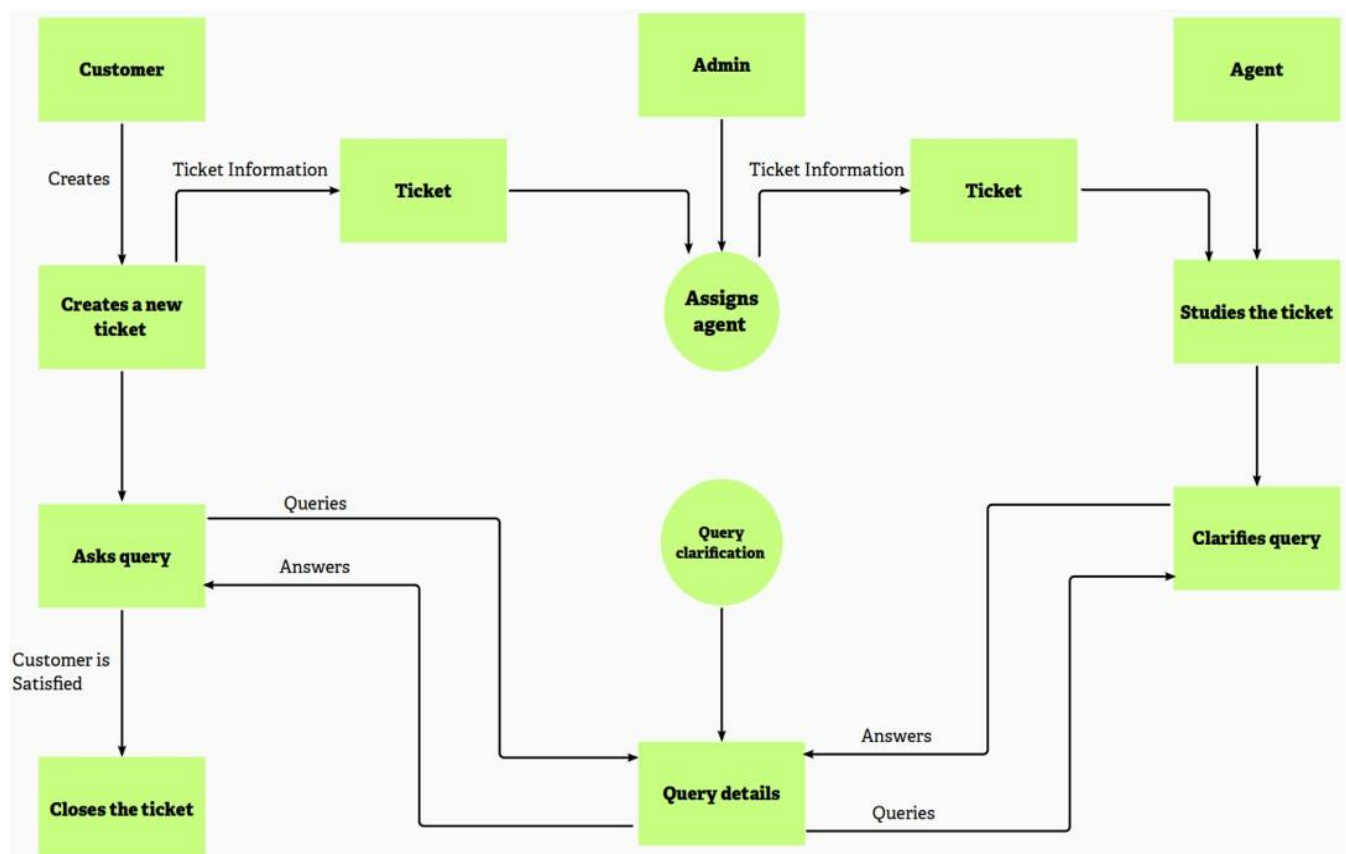 Customer
Admin
Agent
Creates
Ticket Information
Ticket
Ticket Information
Ticket
Creates a new
ticket
Assigns
agent
Studies the ticket
Asks query
Queries
Answers
Query
clarification
Clarifies query
Customer is
Satisfied
Closes the ticket
Query details
Answers
Queries